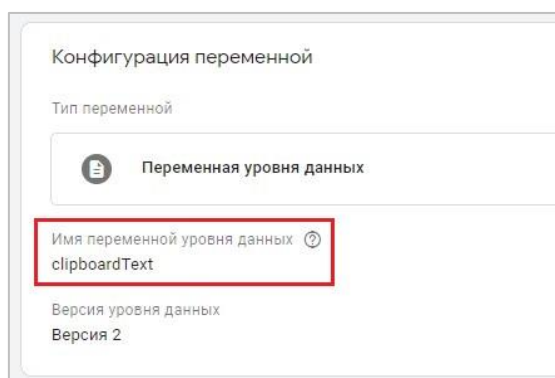 Конфигурация переменной
Тип переменной
Переменная уровня данных
Имя переменной уровня данных
clipboardText
Версия уровня данных
Версия 2